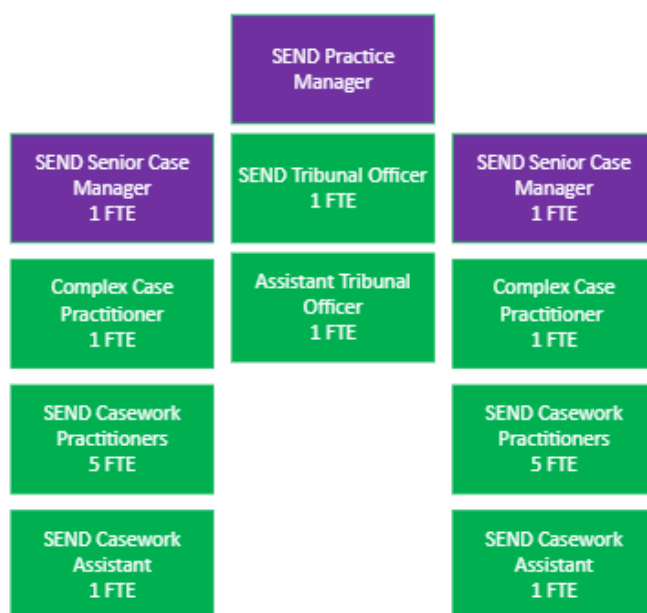 SEND Practice
Manager
SEND Senior Case
Manager
1 FTE
SEND Tribunal Officer
1 FTE
SEND Senior Case
Manager
1 FTE
Complex Case
Practitioner
1 FTE
Assistant Tribunal
Officer
1 FTE
Complex Case
Practitioner
1 FTE
SEND Casework
Practitioners
5 FTE
SEND Casework
Practitioners
5 FTE
SEND Casework
Assistant
1 FTE
SEND Casework
Assistant
1 FTE